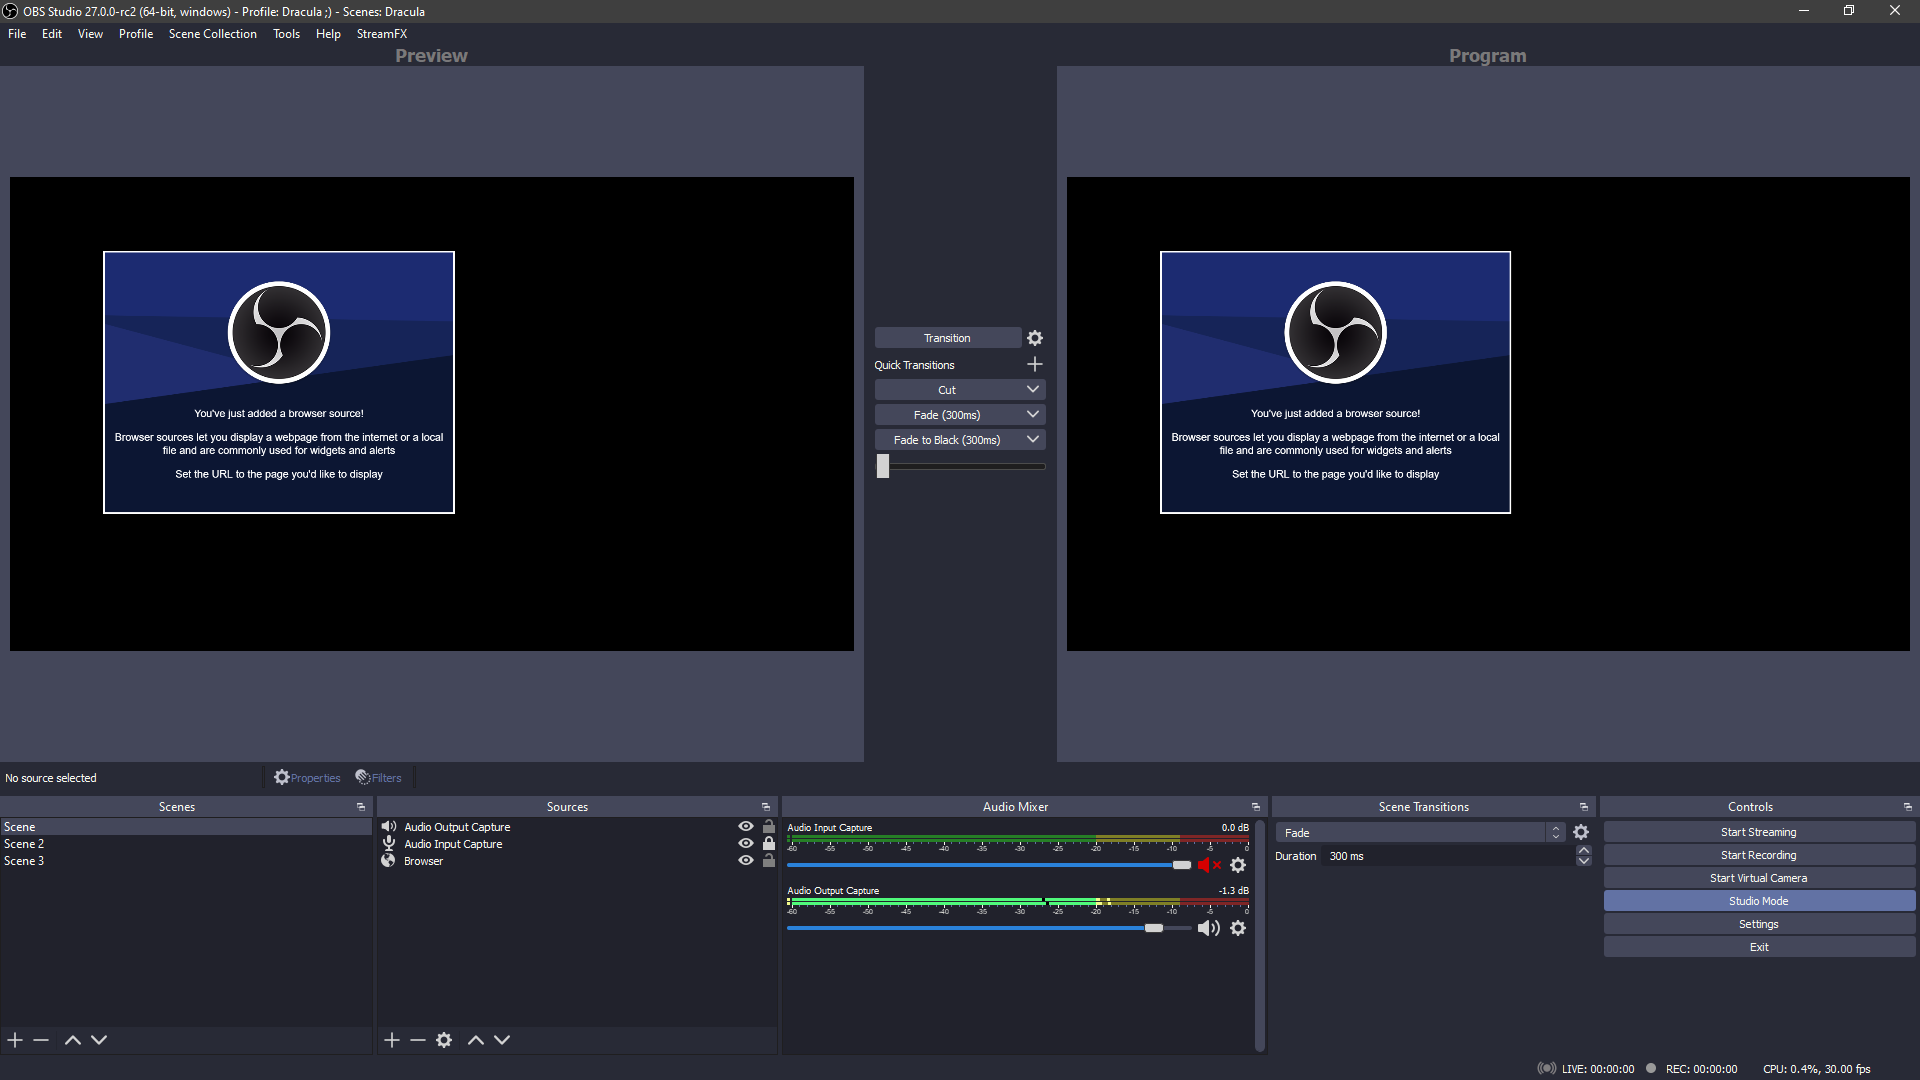 OBS Studio 27.0.0-rc2 (64-bit, windows) - Profile: Dracula ;) - Scenes: Dracula
File Edit View Profile Scene Collection Tools Help StreamFX
Preview
Program
You've just added a browser source!
Browser sources let you display a webpage from the internet or a local
file and are commonly used for widgets and alerts
Set the URL to the page you'd like to display
Transition
Quick Transitions
Cut
Fade (300ms)
Fade to Black (300ms)
You've just added a browser source!
Browser sources let you display a webpage from the internet or a local
file and are commonly used for widgets and alerts
Set the URL to the page you'd like to display
No source selected
Properties
Filters
Scenes
Scene
Scene 2
Scene 3
Sources
Audio Output Capture
Audio Input Capture
Browser
Audio Mixer
Audio Input Capture 0.0 dB
-60 -55 -50 -45 -40 -35 -30 -25 -20 -15 -10 -5 0
Audio Output Capture -1.3 dB
-60 -55 -50 -45 -40 -35 -30 -25 -20 -15 -10 -5 0
Scene Transitions
Fade
Duration 300 ms
Controls
Start Streaming
Start Recording
Start Virtual Camera
Studio Mode
Settings
Exit
LIVE: 00:00:00 REC: 00:00:00 CPU: 0.4%, 30.00 fps